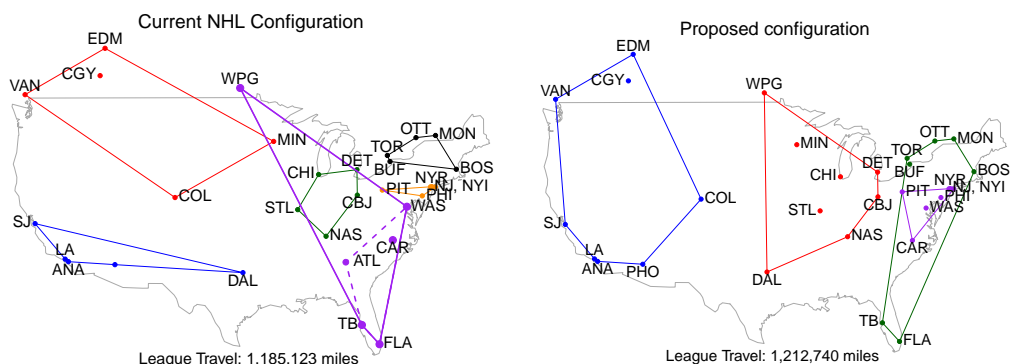 Current NHL Configuration
EDM
CGY
VAN
WPG
MIN
OTT
MON
TOR
BUF
BOS
DET
CHI
NYR
NJ, NYI
PIT
PHI
COL
CBJ
WAS
STL
NAS
CAR
SJ
LA
ANA
ATL
DAL
TB
FLA
League Travel: 1,185,123 miles
Proposed configuration
EDM
CGY
VAN
WPG
MIN
OTT
MON
TOR
BUF
BOS
DET
CHI
NYR
NJ, NYI
PIT
PHI
COL
CBJ
WAS
STL
NAS
CAR
SJ
LA
ANA
PHO
DAL
TB
FLA
League Travel: 1,212,740 miles